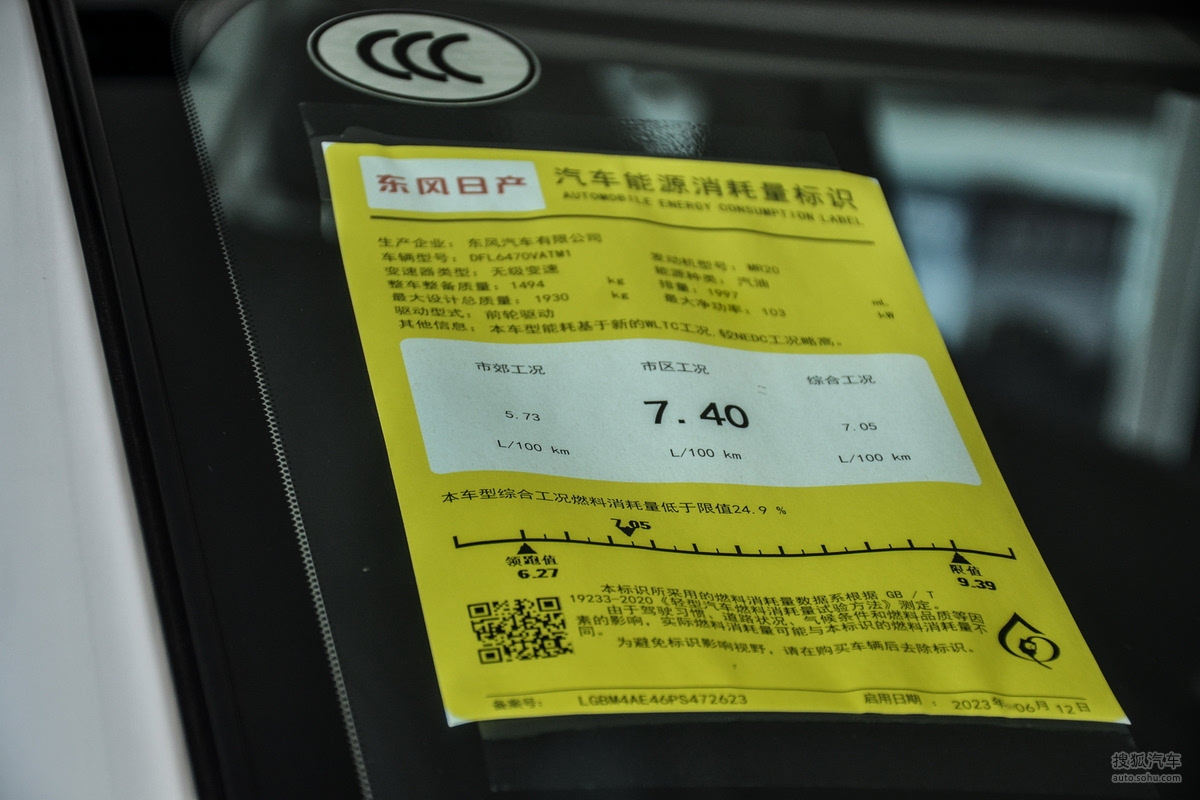 CCC
东风日产
汽车能源消耗量标识
AUTOMOBILE ENERGY CONSUMPTION LABEL
生产企业：东风汽车有限公司
车辆型号：DFL6470VATM1
发动机型号：MR20
变速器类型：无级变速
能源种类：汽油
整车整备质量：1494 kg
排量：1997 mL
最大设计总质量：1930 kg
最大净功率：103 kW
驱动型式：前轮驱动
其他信息：本车型能耗基于新的WLTC工况,较NEDC工况略高。
市郊工况 市区工况 综合工况
5.73 7.40 7.05
L/100 km L/100 km L/100 km
本车型综合工况燃料消耗量低于限值24.9 %
7.05
领跑值 限值
6.27 9.39
本标识所采用的燃料消耗量数据系根据 GB / T
19233-2020《轻型汽车燃料消耗量试验方法》测定。
由于驾驶习惯、道路状况、气候条件和燃料品质等因
素的影响，实际燃料消耗量可能与本标识的燃料消耗量不
同。
为避免标识影响视野，请在购买车辆后去除标识。
备案号： LGBM4AE46PS472623 启用日期 ： 2023年 06月 12日
搜狐汽车
auto.sohu.com